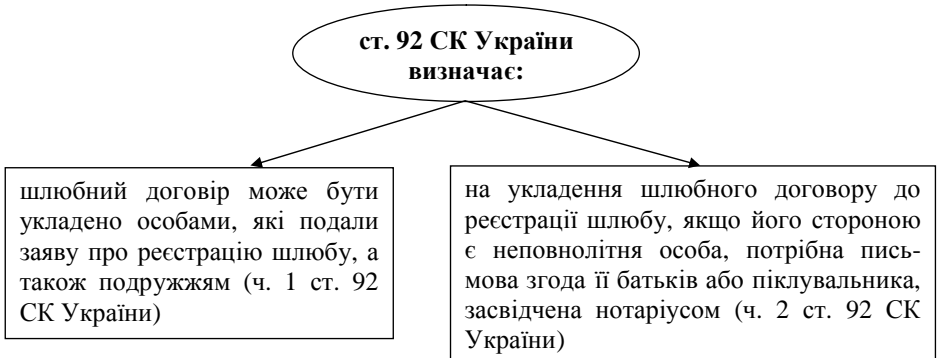 ст. 92 СК України
визначає:
шлюбний договір може бути
укладено особами, які подали
заяву про реєстрацію шлюбу, а
також подружжям (ч. 1 ст. 92
СК України)
на укладення шлюбного договору до
реєстрації шлюбу, якщо його стороною
є неповнолітня особа, потрібна пись-
мова згода її батьків або піклувальника,
засвідчена нотаріусом (ч. 2 ст. 92 СК
України)